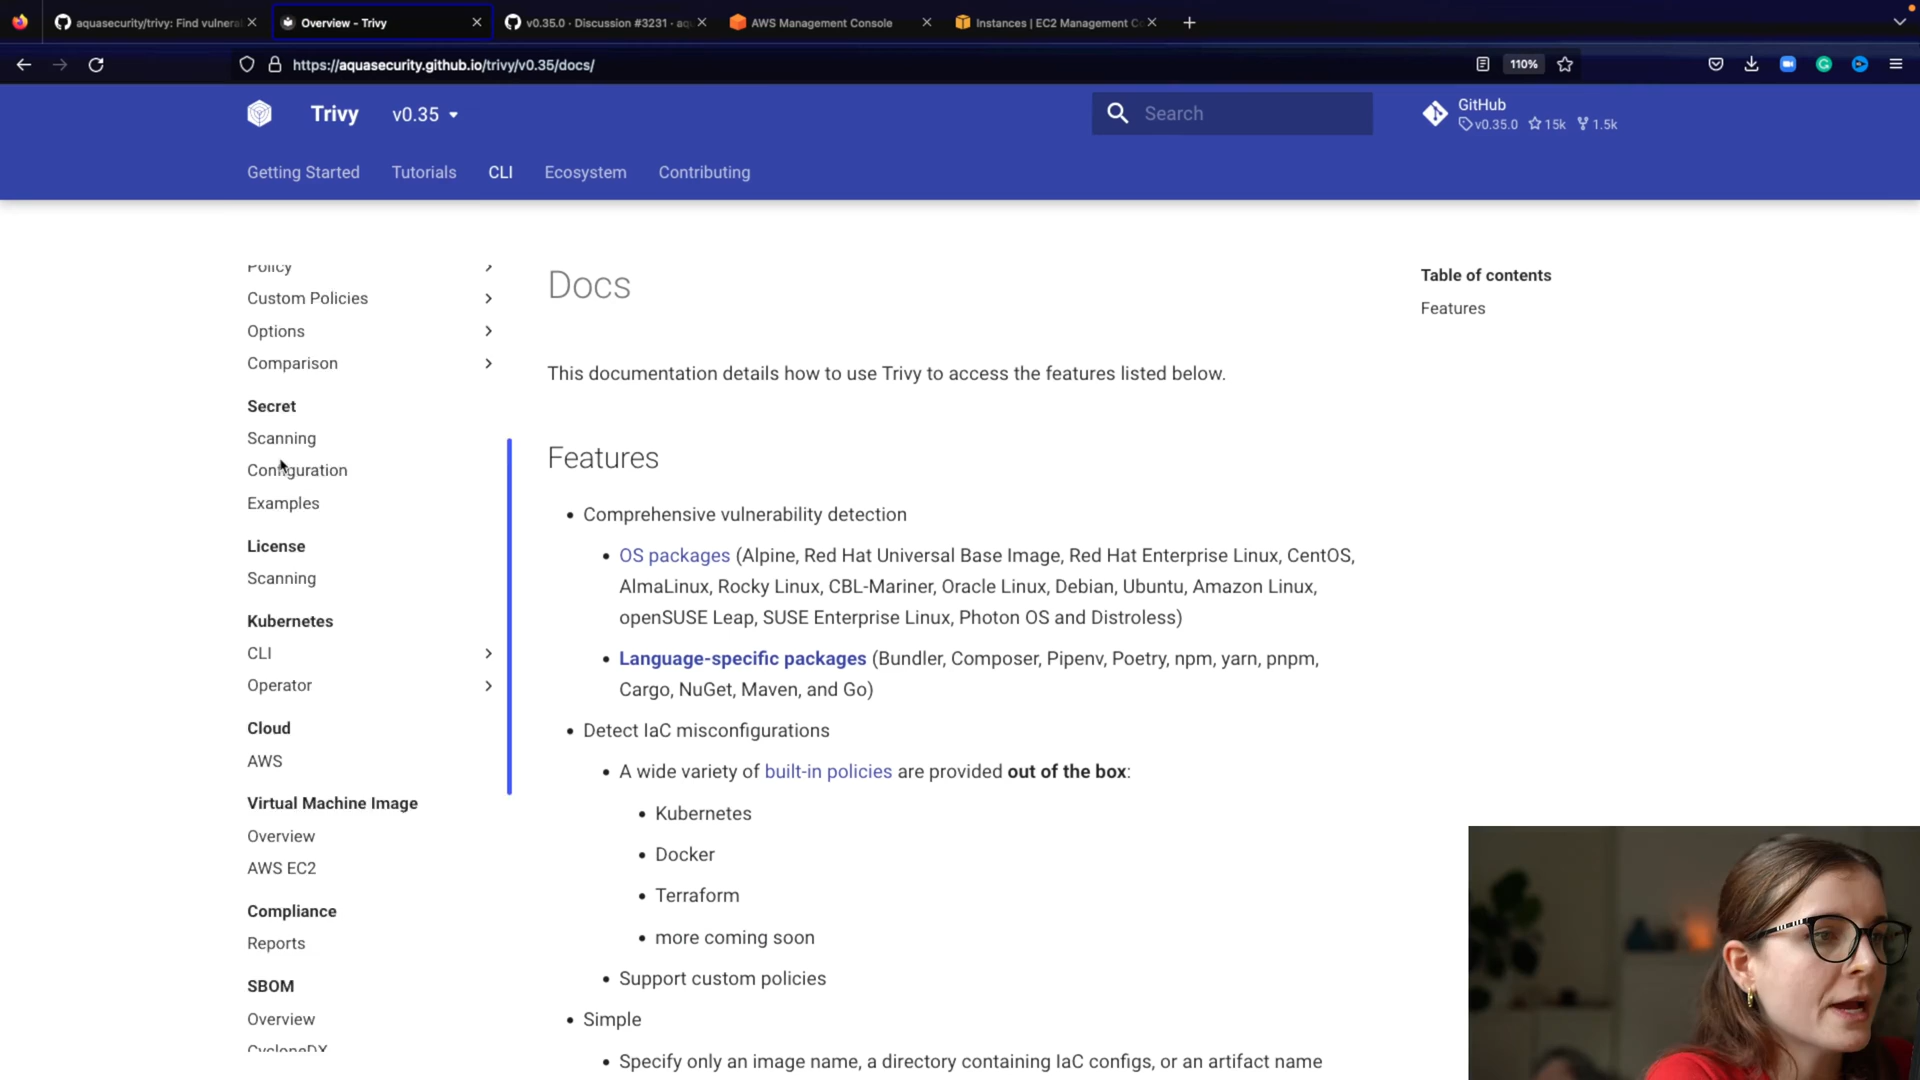 aquasecurity/trivy: Find vulnera
Overview - Trivy
v0.35.0 · Discussion #3231 · aq
AWS Management Console
Instances | EC2 Management C
https://aquasecurity.github.io/trivy/v0.35/docs/
110%
Trivy
v0.35
Search
GitHub
v0.35.0
15k
1.5k
Getting Started
Tutorials
CLI
Ecosystem
Contributing
Policy
Custom Policies
Options
Comparison
Secret
Scanning
Configuration
Examples
License
Scanning
Kubernetes
CLI
Operator
Cloud
AWS
Virtual Machine Image
Overview
AWS EC2
Compliance
Reports
SBOM
Overview
CycloneDX
Docs
This documentation details how to use Trivy to access the features listed below.
Features
• Comprehensive vulnerability detection
• OS packages (Alpine, Red Hat Universal Base Image, Red Hat Enterprise Linux, CentOS,
AlmaLinux, Rocky Linux, CBL-Mariner, Oracle Linux, Debian, Ubuntu, Amazon Linux,
openSUSE Leap, SUSE Enterprise Linux, Photon OS and Distroless)
• Language-specific packages (Bundler, Composer, Pipenv, Poetry, npm, yarn, pnpm,
Cargo, NuGet, Maven, and Go)
• Detect IaC misconfigurations
• A wide variety of built-in policies are provided out of the box:
• Kubernetes
• Docker
• Terraform
• more coming soon
• Support custom policies
• Simple
• Specify only an image name, a directory containing IaC configs, or an artifact name
Table of contents
Features